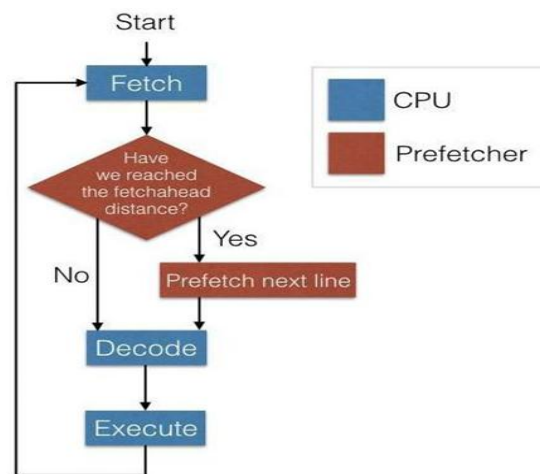 Start
Fetch
Have
we reached
the fetchahead
distance?
Yes
No
Prefetch next line
Decode
Execute
CPU
Prefetcher